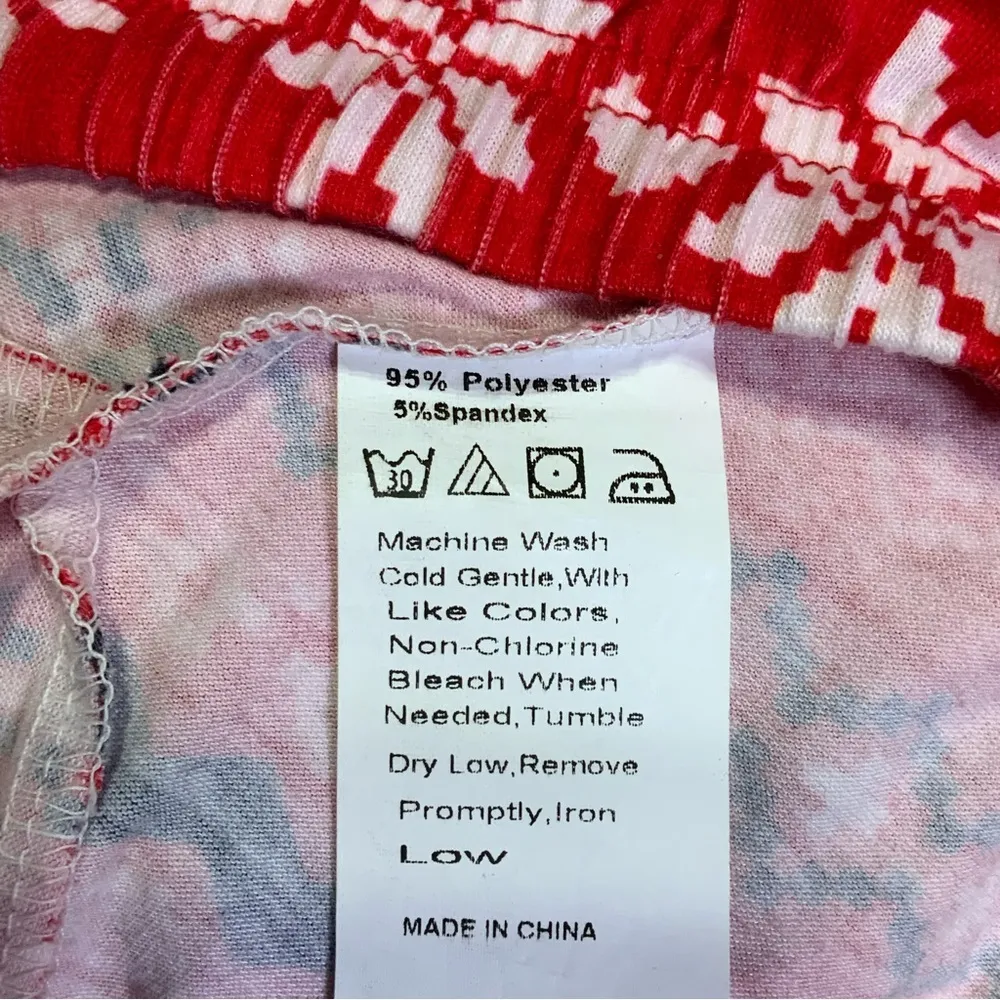 95% Polyester
5%Spandex
30
Machine Wash
Cold Gentle,With
Like Colors,
Non-Chlorine
Bleach When
Needed,Tumble
Dry Low,Remove
Promptly,Iron
Low
MADE IN CHINA